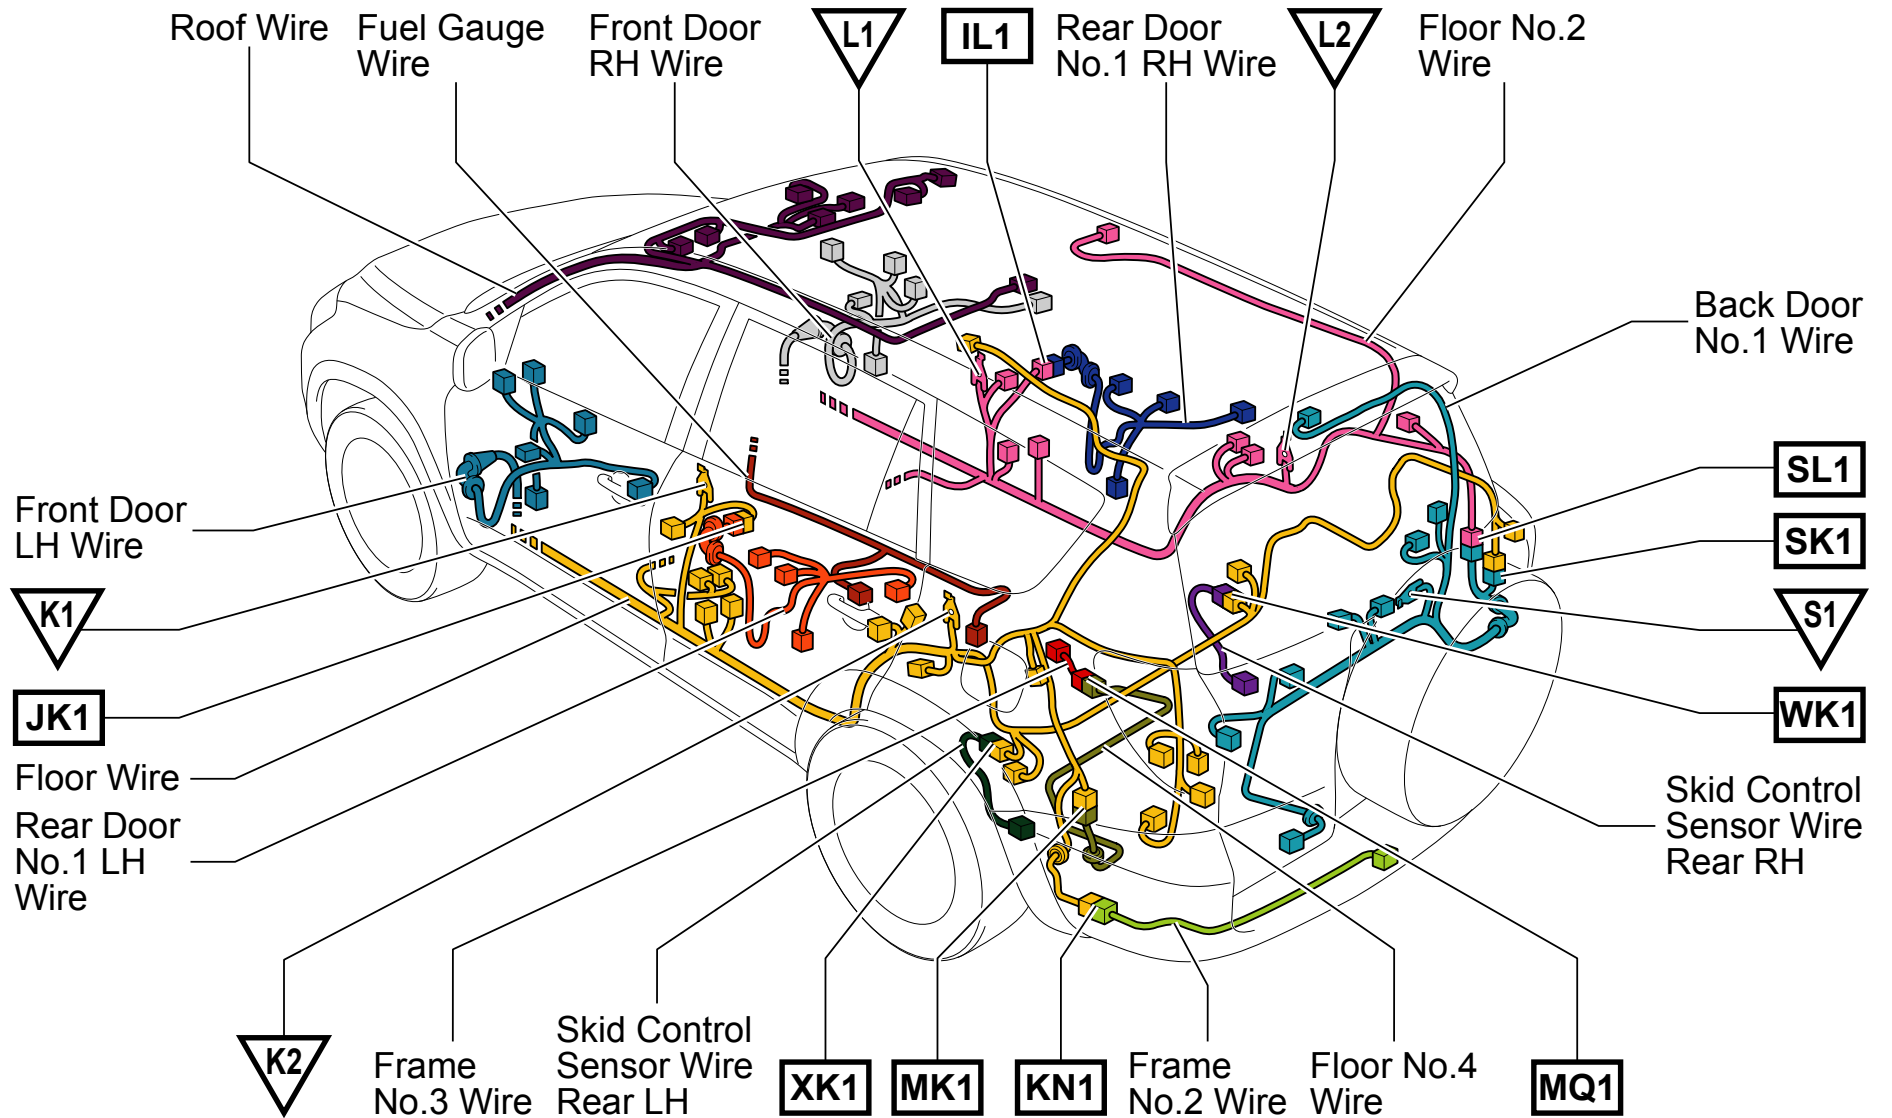 Roof Wire
Fuel Gauge
Wire
Front Door
RH Wire
L1
IL1
Rear Door
No.1 RH Wire
L2
Floor No.2
Wire
Back Door
No.1 Wire
SL1
SK1
S1
WK1
Skid Control
Sensor Wire
Rear RH
Front Door
LH Wire
K1
JK1
Floor Wire
Rear Door
No.1 LH
Wire
K2
Frame
No.3 Wire
Skid Control
Sensor Wire
Rear LH
XK1
MK1
KN1
Frame
No.2 Wire
Floor No.4
Wire
MQ1